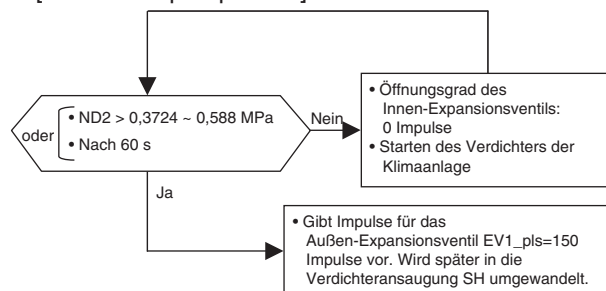 oder
• ND2 > 0,3724 ~ 0,588 MPa
• Nach 60 s
Nein
• Öffnungsgrad des
Innen-Expansionsventils:
0 Impulse
• Starten des Verdichters der
Klimaanlage
Ja
• Gibt Impulse für das
Außen-Expansionsventil EV1_pls=150
Impulse vor. Wird später in die
Verdichteransaugung SH umgewandelt.